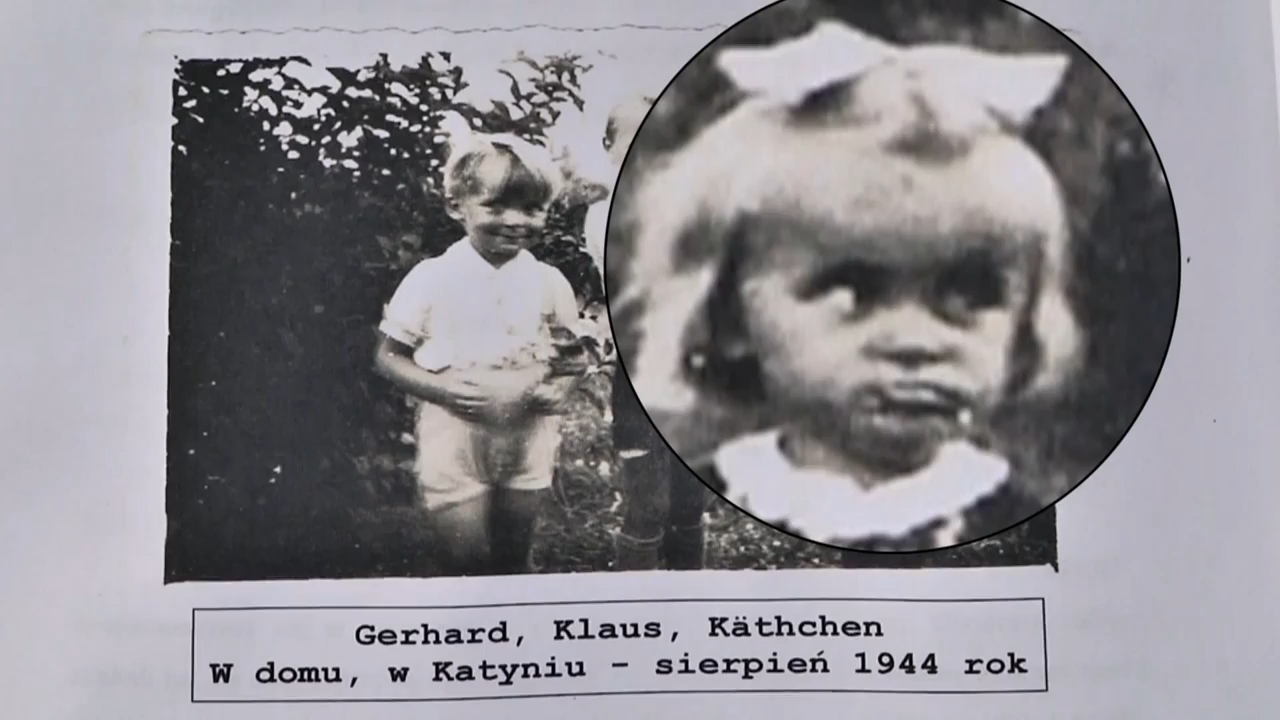 Gerhard, Klaus, Käthchen
W domu, w Katyniu - sierpień 1944 rok